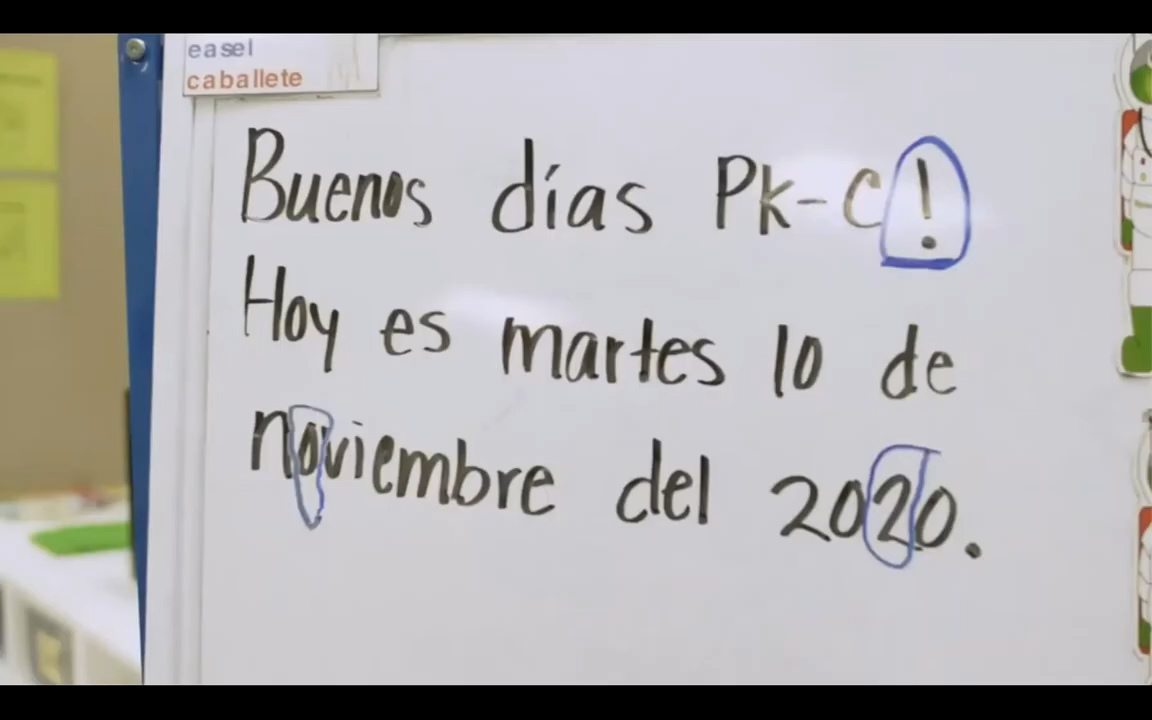 easel
caballete
Buenos días Pk-C!
Hoy es martes 10 de
noviembre del 2020.